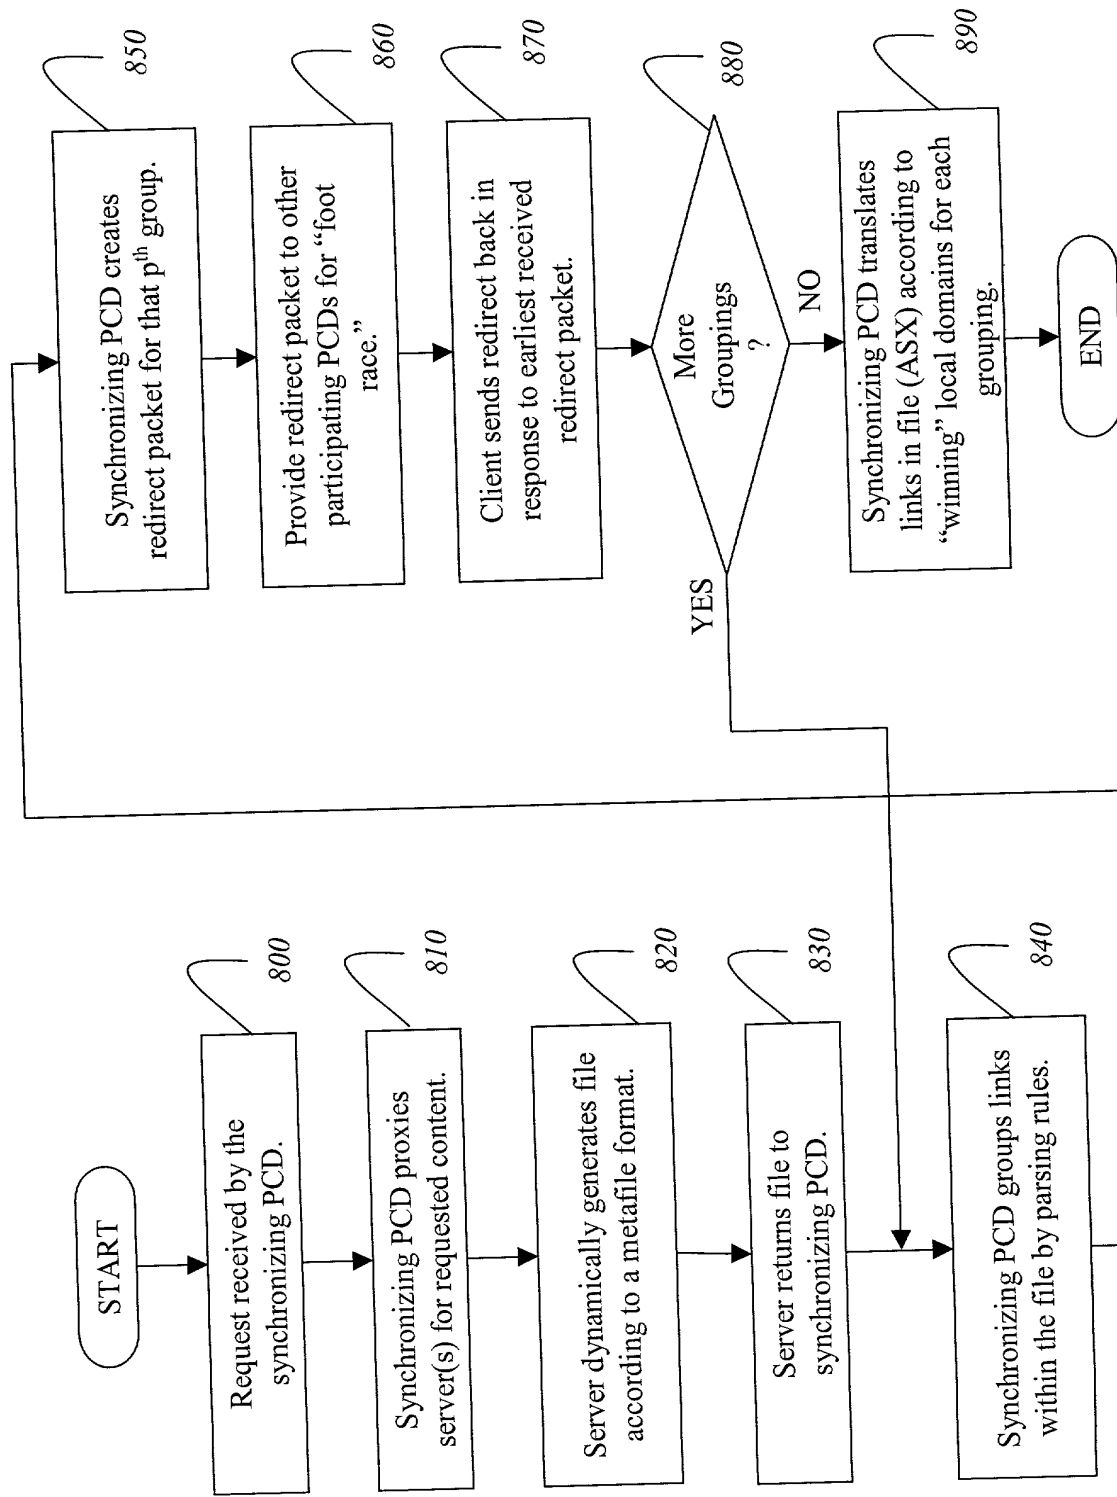 START
Request received by the
synchronizing PCD.
800
Synchronizing PCD proxies
server(s) for requested content.
810
Server dynamically generates file
according to a metafile format.
820
Server returns file to
synchronizing PCD.
830
Synchronizing PCD groups links
within the file by parsing rules.
840
Synchronizing PCD creates
redirect packet for that pth group.
850
Provide redirect packet to other
participating PCDs for “foot
race.”
860
Client sends redirect back in
response to earliest received
redirect packet.
870
More
Groupings
?
880
YES
NO
Synchronizing PCD translates
links in file (ASX) according to
“winning” local domains for each
grouping.
890
END